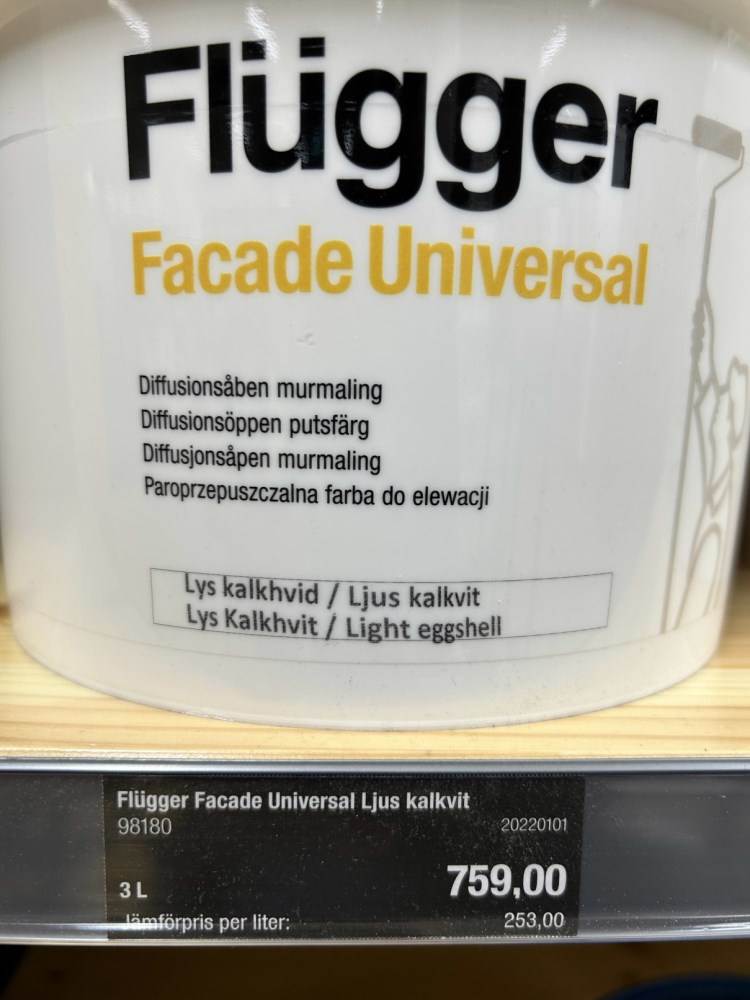 Flügger
Facade Universal
Diffusionsåben murmaling
Diffusionsöppen putsfärg
Diffusjonsåpen murmaling
Paroprzepuszczalna farba do elewacji
Lys kalkhvid / Ljus kalkvit
Lys Kalkhvit / Light eggshell
Flügger Facade Universal Ljus kalkvit
98180 20220101
3 L 759,00
Jämförpris per liter: 253,00